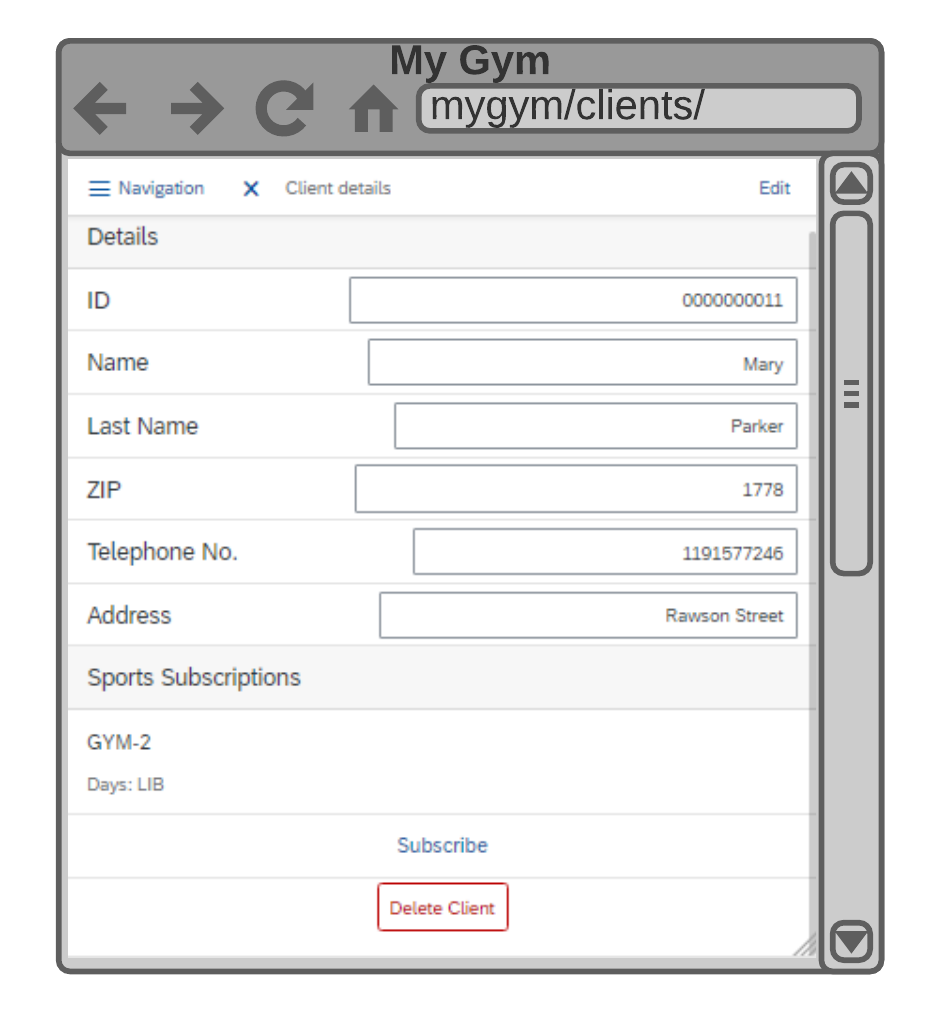 My Gym
mygym/clients/
Navigation Client details Edit
Details
ID 0000000011
Name Mary
Last Name Parker
ZIP 1778
Telephone No. 1191577246
Address Rawson Street
Sports Subscriptions
GYM-2
Days: LIB
Subscribe
Delete Client